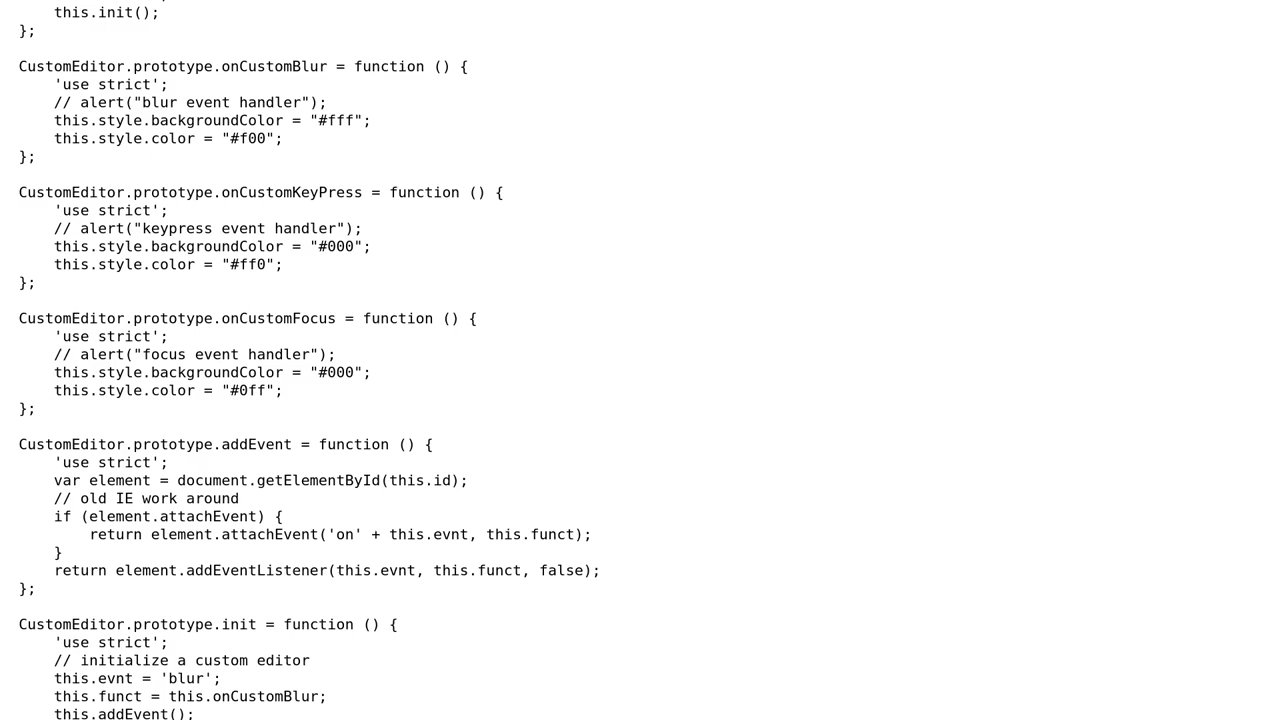 this.init();
};

CustomEditor.prototype.onCustomBlur = function () {
    'use strict';
    // alert("blur event handler");
    this.style.backgroundColor = "#fff";
    this.style.color = "#f00";
};

CustomEditor.prototype.onCustomKeyPress = function () {
    'use strict';
    // alert("keypress event handler");
    this.style.backgroundColor = "#000";
    this.style.color = "#ff0";
};

CustomEditor.prototype.onCustomFocus = function () {
    'use strict';
    // alert("focus event handler");
    this.style.backgroundColor = "#000";
    this.style.color = "#0ff";
};

CustomEditor.prototype.addEvent = function () {
    'use strict';
    var element = document.getElementById(this.id);
    // old IE work around
    if (element.attachEvent) {
        return element.attachEvent('on' + this.evnt, this.funct);
    }
    return element.addEventListener(this.evnt, this.funct, false);
};

CustomEditor.prototype.init = function () {
    'use strict';
    // initialize a custom editor
    this.evnt = 'blur';
    this.funct = this.onCustomBlur;
    this.addEvent();